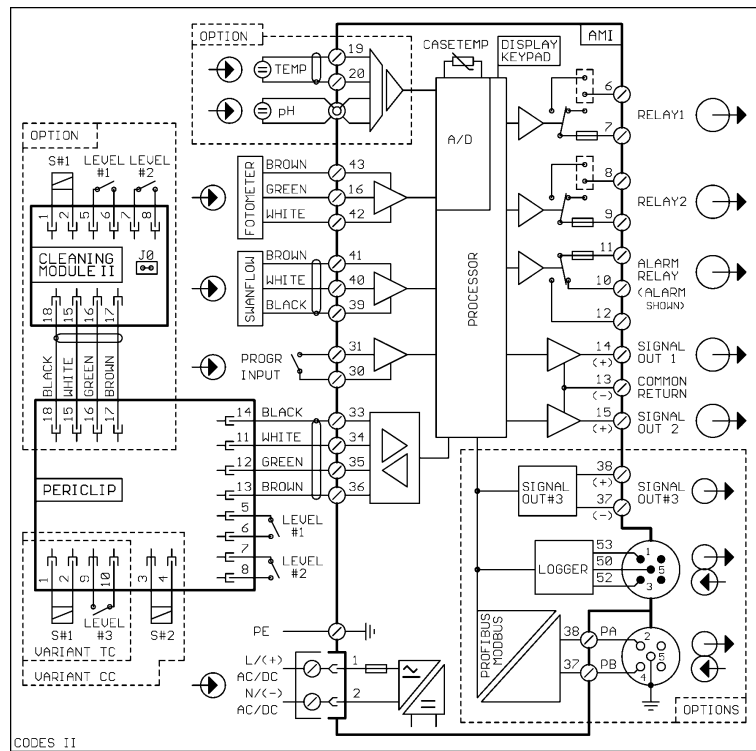 OPTION
19
20
TEMP
pH
CASETEMP
DISPLAY
KEYPAD
AMI
A/D
PROCESSOR
6
7
RELAY1
8
9
RELAY2
11
10
12
ALARM
RELAY
(ALARM
SHOWN)
14
(+)
SIGNAL
OUT 1
13
(-)
COMMON
RETURN
15
(+)
SIGNAL
OUT 2
FOTOMETER
BROWN 43
GREEN 16
WHITE 42
SWANFLOW
BROWN 41
WHITE 40
BLACK 39
PROGR
INPUT
31
30
OPTION
S#1
LEVEL
#1
LEVEL
#2
1 2 5 6 7 8
CLEANING
MODULE II
J0
18 15 16 17
BLACK
WHITE
GREEN
BROWN
18 15 16 17
PERICLIP
14 BLACK 33
11 WHITE 34
12 GREEN 35
13 BROWN 36
5
6
LEVEL
#1
7
8
LEVEL
#2
1 2 9 10 3 4
S#1
LEVEL
#3
S#2
VARIANT TC
VARIANT CC
PE
L/(+)
AC/DC
1
N/(-)
AC/DC
2
SIGNAL
OUT#3
38
(+)
37
(-)
SIGNAL
OUT#3
LOGGER
53
50
52
1
5
3
PROFIBUS
MODBUS
38 PA
37 PB
2
5
4
OPTIONS
CODES II